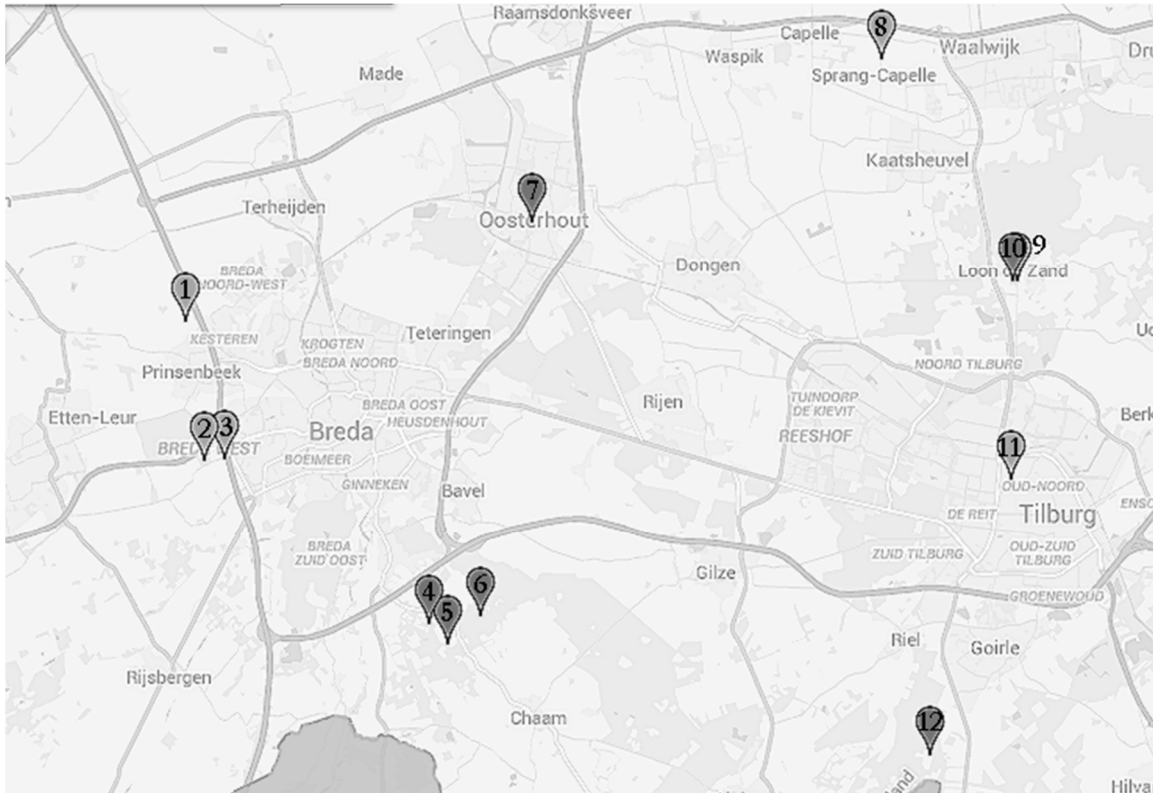 Raamsdonksveer
8
Capelle
Waalwijk
Dru
Waspik
Made
Sprang-Capelle
Kaatsheuvel
7
Terheijden
Oosterhout
10 9
Dongen
Loon op Zand
BREDA
NOORD-WEST
1
Teteringen
KESTEREN
KROGTEN
BREDA NOORD
NOORD TILBURG
Prinsenbeek
Rijen
TUINDORP
DE KIEVIT
BREDA OOST
HEUSDENHOUT
Etten-Leur
Berk
2 3
Breda
REESHOF
BREDA WEST
11
BOEIMEER
GINNEKEN
Bavel
OUD-NOORD
DE REIT
Tilburg
ENSC
BREDA
ZUID OOST
ZUID TILBURG
OUD-ZUID
TILBURG
Gilze
4
6
5
GROENEWOUD
Riel
Goirle
Rijsbergen
Chaam
12
Hilva